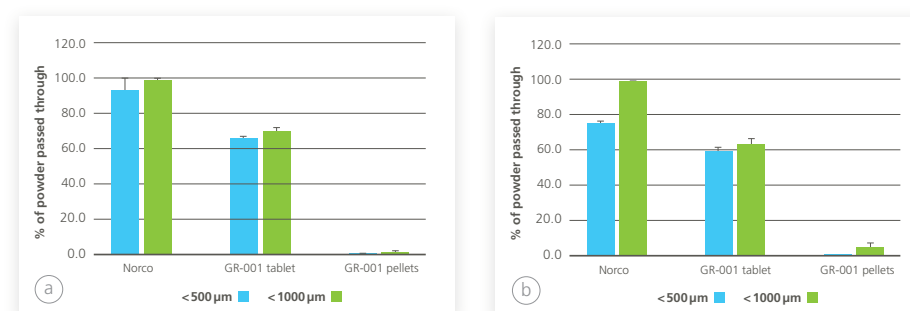 % of powder passed through
120.0
100.0
80.0
60.0
40.0
20.0
0.0
Norco GR-001 tablet GR-001 pellets
a
<500 µm <1000 µm
% of powder passed through
120.0
100.0
80.0
60.0
40.0
20.0
0.0
Norco GR-001 tablet GR-001 pellets
b
<500 µm <1000 µm